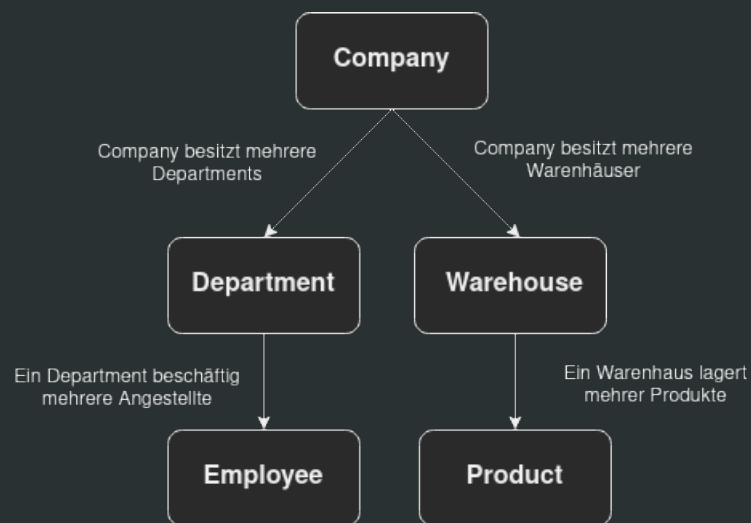 Company
Company besitzt mehrere
Departments
Company besitzt mehrere
Warenhäuser
Department
Warehouse
Ein Department beschäftig
mehrere Angestellte
Ein Warenhaus lagert
mehrer Produkte
Employee
Product